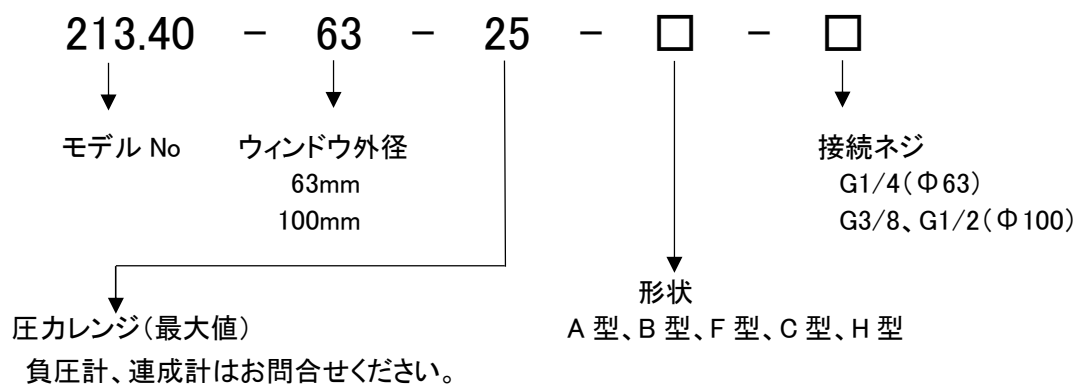 213.40 - 63 - 25 - □ - □
モデル No
ウィンドウ外径
63mm
100mm
接続ネジ
G1/4(Φ63)
G3/8、G1/2(Φ100)
圧力レンジ(最大値)
負圧計、連成計はお問合せください。
形状
A 型、B 型、F 型、C 型、H 型